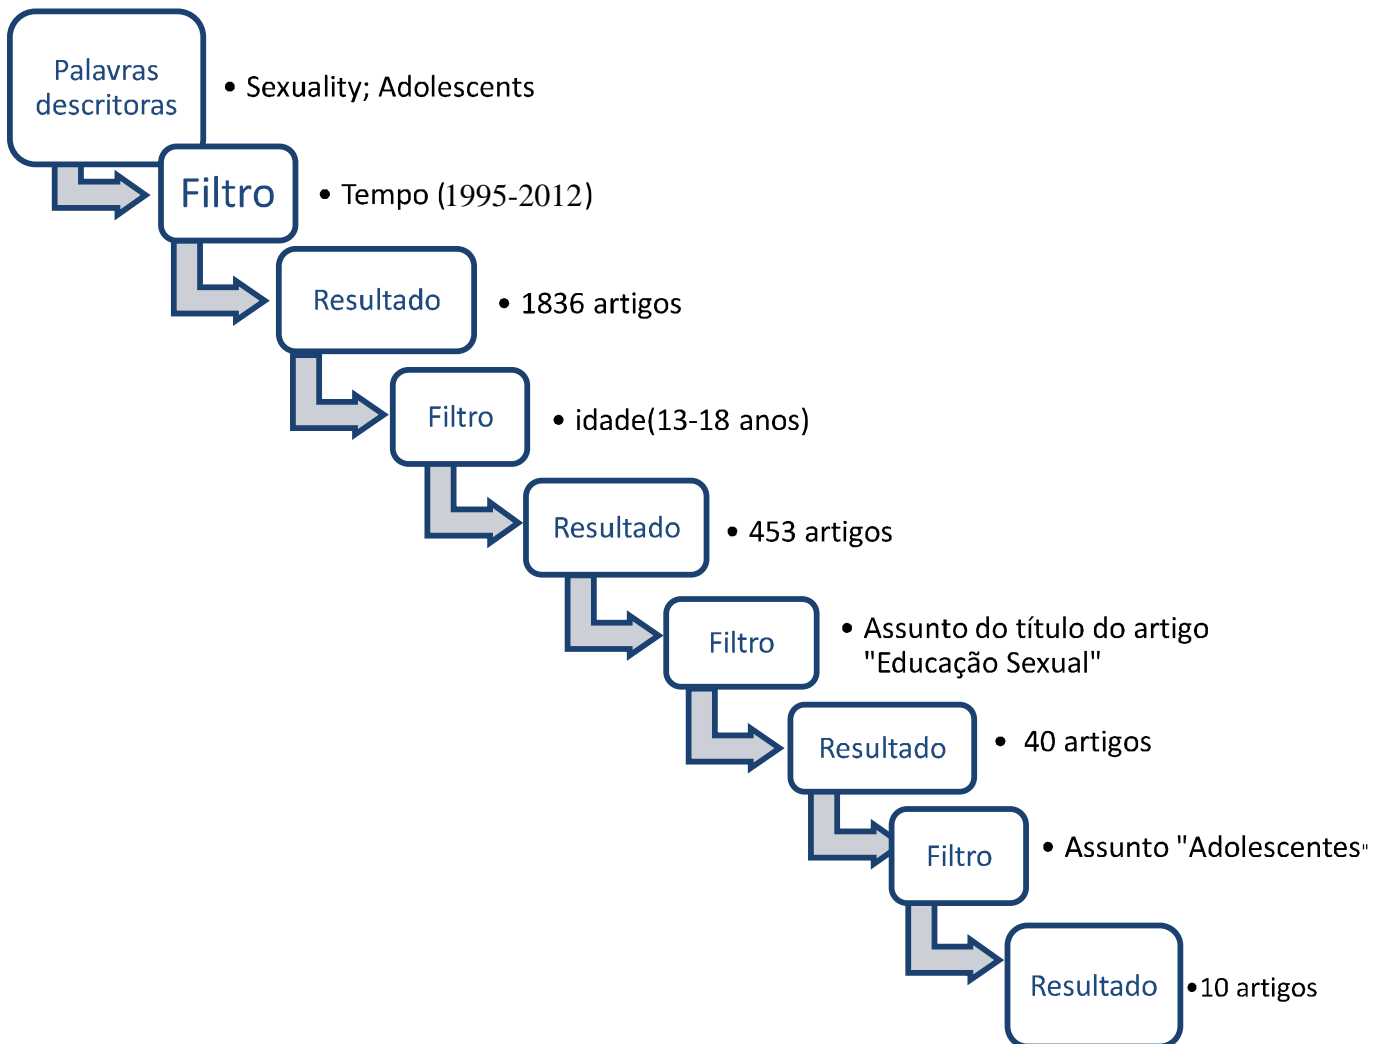 Palavras
descritoras
• Sexuality; Adolescents
Filtro
• Tempo (1995-2012)
Resultado
• 1836 artigos
Filtro
• idade(13-18 anos)
Resultado
• 453 artigos
Filtro
• Assunto do título do artigo
"Educação Sexual"
Resultado
• 40 artigos
Filtro
• Assunto "Adolescentes"
Resultado
•10 artigos